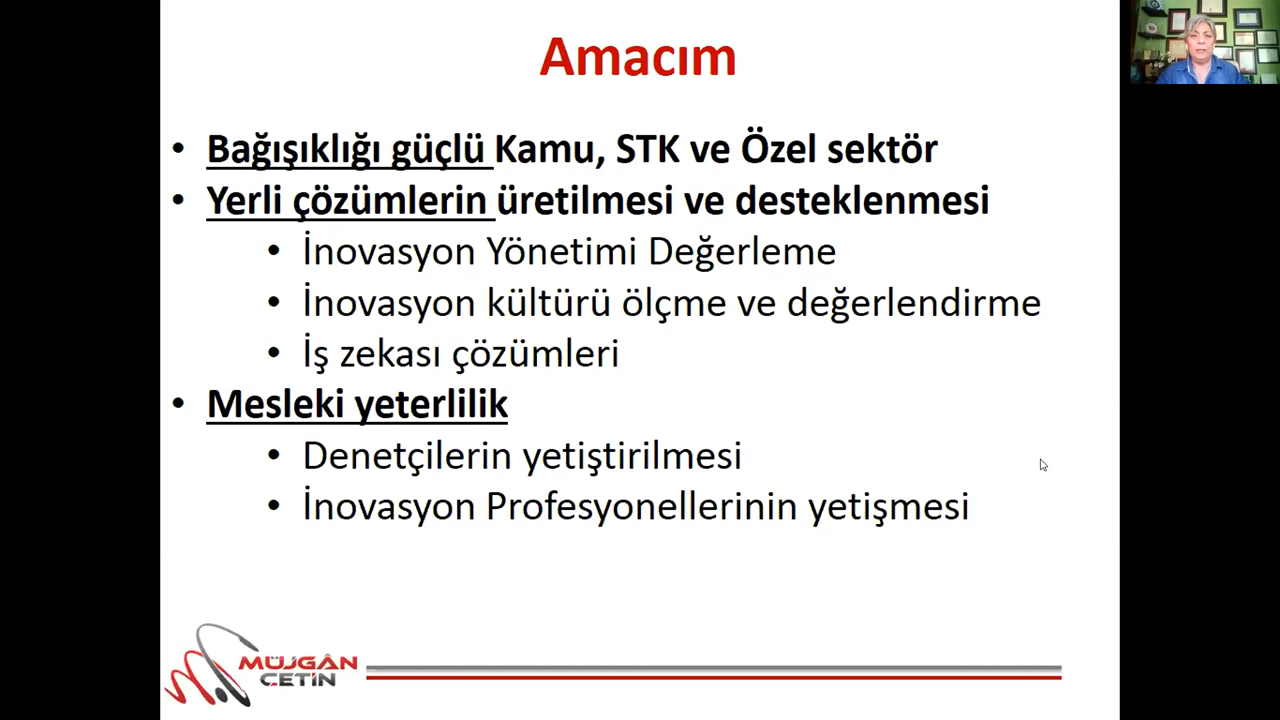 Amacım
• Bağışıklığı güçlü Kamu, STK ve Özel sektör
• Yerli çözümlerin üretilmesi ve desteklenmesi
• İnovasyon Yönetimi Değerleme
• İnovasyon kültürü ölçme ve değerlendirme
• İş zekası çözümleri
• Mesleki yeterlilik
• Denetçilerin yetiştirilmesi
• İnovasyon Profesyonellerinin yetişmesi
MÜJGÂN
ÇETİN